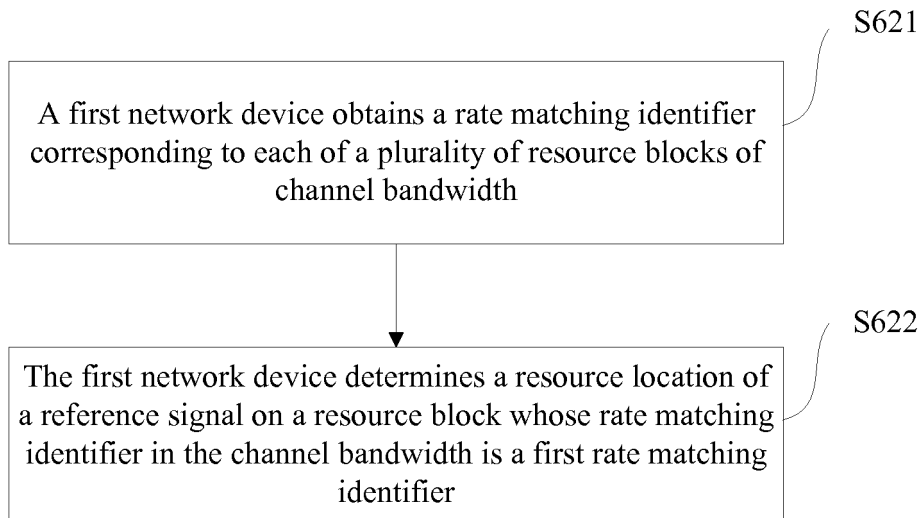 S621
A first network device obtains a rate matching identifier
corresponding to each of a plurality of resource blocks of
channel bandwidth
S622
The first network device determines a resource location of
a reference signal on a resource block whose rate matching
identifier in the channel bandwidth is a first rate matching
identifier